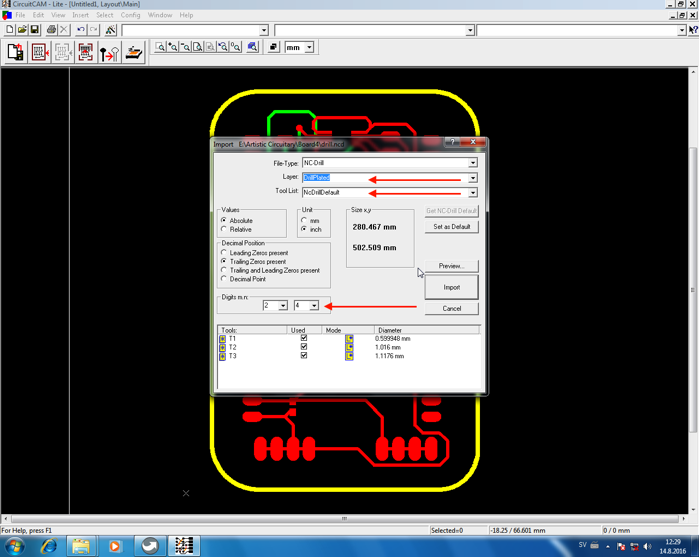 CircuitCAM - Lite - [Untitled1, Layout\Main]
File Edit View Insert Select Config Window Help
mm
Import E:\Artistic Circuitary\Board4\drill.ncd
File-Type: NC-Drill
Layer: DrillPlated
Tool List: NcDrillDefault
Values
Absolute
Relative
Unit
mm
inch
Size x,y
280.467 mm
502.509 mm
Get NC-Drill Default
Set as Default
Decimal Position
Leading Zeros present
Trailing Zeros present
Trailing and Leading Zeros present
Decimal Point
Preview...
Import
Cancel
Digits m.n:
2 4
Tools: Used Mode Diameter
T1 0.599948 mm
T2 1.016 mm
T3 1.1176 mm
For Help, press F1
Selected=0
-18.25 / 66.601 mm
0 / 0 mm
SV
12:29
14.8.2016